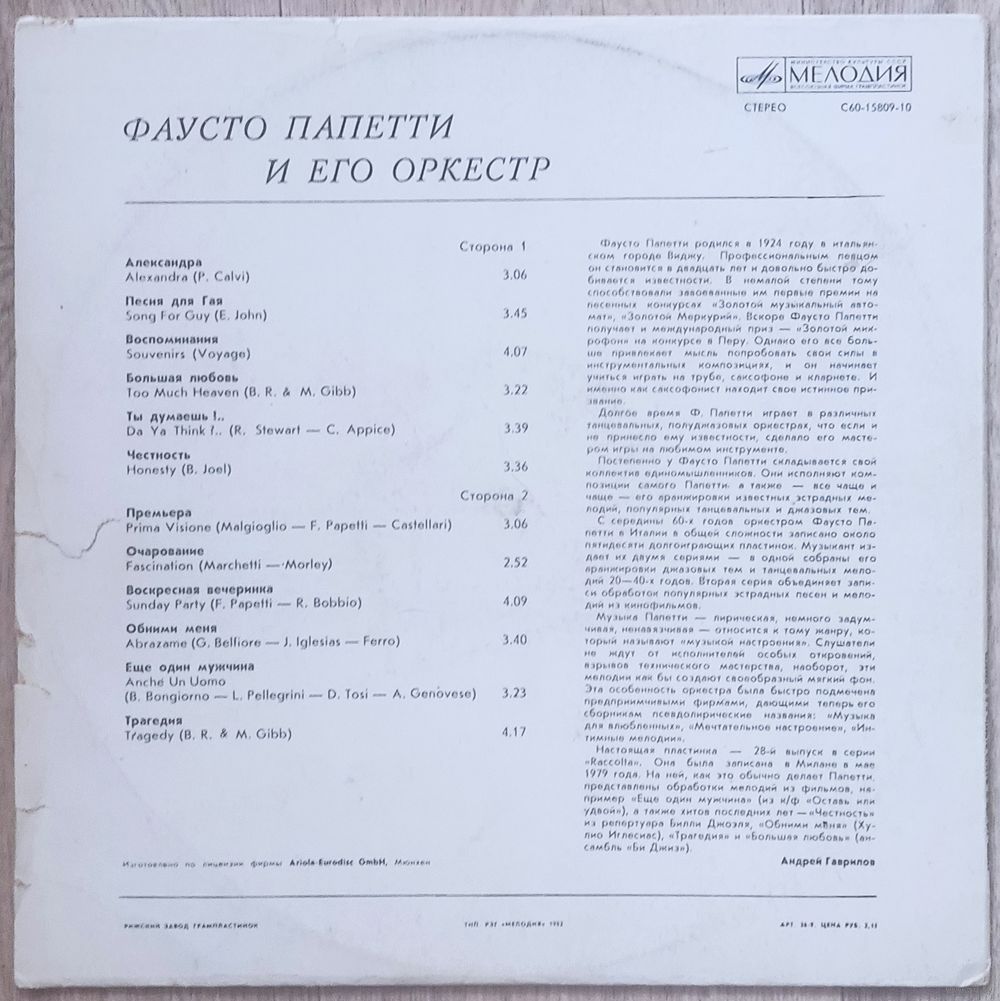 МИНИСТЕРСТВО КУЛЬТУРЫ СССР
МЕЛОДИЯ
ВСЕСОЮЗНАЯ ФИРМА ГРАМПЛАСТИНОК
СТЕРЕО С60-15809-10
ФАУСТО ПАПЕТТИ
И ЕГО ОРКЕСТР
Сторона 1
Александра
Alexandra (P. Calvi) 3.06
Песня для Гая
Song For Guy (E. John) 3.45
Воспоминания
Souvenirs (Voyage) 4.07
Большая любовь
Too Much Heaven (B. R. & M. Gibb) 3.22
Ты думаешь !..
Da Ya Think !.. (R. Stewart — C. Appice) 3.39
Честность
Honesty (B. Joel) 3.36
Сторона 2
Премьера
Prima Visione (Malgioglio — F. Papetti — Castellari) 3.06
Очарование
Fascination (Marchetti — Morley) 2.52
Воскресная вечеринка
Sunday Party (F. Papetti — R. Bobbio) 4.09
Обними меня
Abrazame (G. Belliore — J. Iglesias — Ferro) 3.40
Еще один мужчина
Anche Un Uomo
(B. Bongiorno — L. Pellegrini — D. Tosi — A. Genovese) 3.23
Трагедия
Tragedy (B. R. & M. Gibb) 4.17
Фаусто Папетти родился в 1924 году в итальян-
ском городе Виджу. Профессиональным певцом
он становится в двадцать лет и довольно быстро до-
бивается известности. В немалой степени тому
способствовали завоеванные им первые премии на
песенных конкурсах «Золотой музыкальный авто-
мат», «Золотой Меркурий». Вскоре Фаусто Папетти
получает и международный приз — «Золотой мик-
рофон» на конкурсе в Перу. Однако его все боль-
ше привлекает мысль попробовать свои силы в
инструментальных композициях, и он начинает
учиться играть на трубе, саксофоне и кларнете. И
именно как саксофонист находит свое истинное при-
звание.
Долгое время Ф. Папетти играет в различных
танцевальных, полуджазовых оркестрах, что если и
не принесло ему известности, сделало его масте-
ром игры на любимом инструменте.
Постепенно у Фаусто Папетти складывается свой
коллектив единомышленников. Они исполняют ком-
позиции самого Папетти, а также — все чаще и
чаще — его аранжировки известных эстрадных ме-
лодий, популярных танцевальных и джазовых тем.
С середины 60-х годов оркестром Фаусто Па-
петти в Италии в общей сложности записано около
пятидесяти долгоиграющих пластинок. Музыкант из-
дает их двумя сериями — в одной собраны его
аранжировки джазовых тем и танцевальных мело-
дий 20—40-х годов. Вторая серия объединяет запи-
си обработок популярных эстрадных песен и мело-
дий из кинофильмов.
Музыка Папетти — лирическая, немного задум-
чивая, ненавязчивая — относится к тому жанру, ко-
торый называют «музыкой настроения». Слушатели
не ждут от исполнителей особых откровений,
взрывов технического мастерства, наоборот, эти
мелодии как бы создают своеобразный мягкий фон.
Эта особенность оркестра была быстро подмечена
предприимчивыми фирмами, дающими теперь его
сборникам псевдолирические названия: «Музыка
для влюбленных», «Мечтательное настроение», «Ин-
тимные мелодии».
Настоящая пластинка — 28-й выпуск в серии
«Raccolta». Она была записана в Милане в мае
1979 года. На ней, как это обычно делает Папетти,
представлены обработки мелодий из фильмов, на-
пример «Еще один мужчина» (из к/ф «Оставь или
удвой»), а также хитов последних лет — «Честность»
из репертуара Билли Джоэля, «Обними меня» (Ху-
лио Иглесиас), «Трагедия» и «Большая любовь» (ан-
самбль «Би Джиз»).
Андрей Гаврилов
Изготовлено по лицензии фирмы Ariola-Eurodisc GmbH, Мюнхен
РИЖСКИЙ ЗАВОД ГРАМПЛАСТИНОК ТИП. РЗГ «МЕЛОДИЯ» 1982 АРТ. 36-9. ЦЕНА РУБ. 2,15